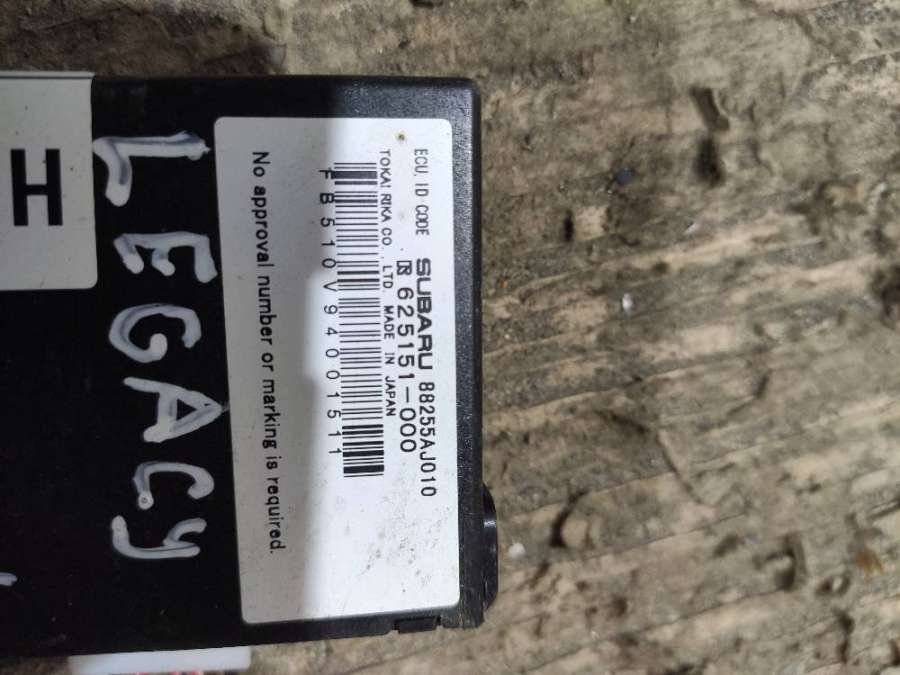 H
LEGACY
SUBARU 88255AJ010
ECU, ID CODE 625151-000
TOKAI RIKA CO., LTD. MADE IN JAPAN
FB510V94001511
No approval number or marking is required.